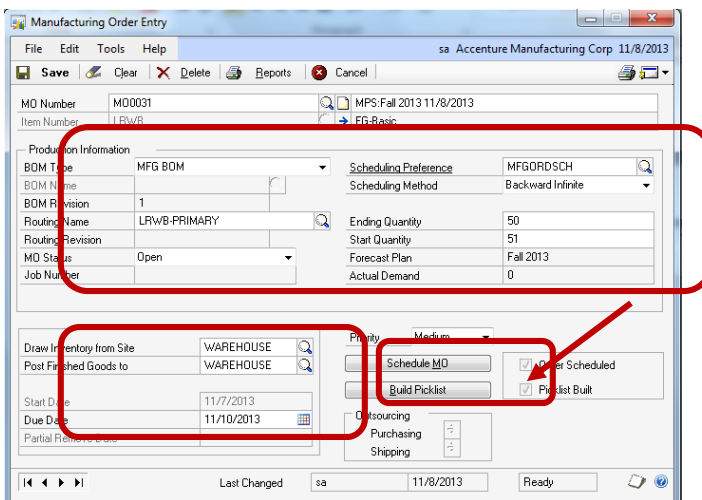 Manufacturing Order Entry
File Edit Tools Help sa Accenture Manufacturing Corp 11/8/2013
Save Clear Delete Reports Cancel
MO Number MO0031 MPS:Fall 2013 11/8/2013
Item Number LRWB FG-Basic
Production Information
BOM Type MFG BOM Scheduling Preference MFGORDSCH
BOM Name Scheduling Method Backward Infinite
BOM Revision 1
Routing Name LRWB-PRIMARY Ending Quantity 50
Routing Revision Start Quantity 51
MO Status Open Forecast Plan Fall 2013
Job Number Actual Demand 0
Draw Inventory from Site WAREHOUSE Priority Medium
Post Finished Goods to WAREHOUSE Schedule MO Order Scheduled
Build Picklist Picklist Built
Start Date 11/7/2013
Due Date 11/10/2013 Outsourcing
Partial Remove Date Purchasing
Shipping
Last Changed sa 11/8/2013 Ready